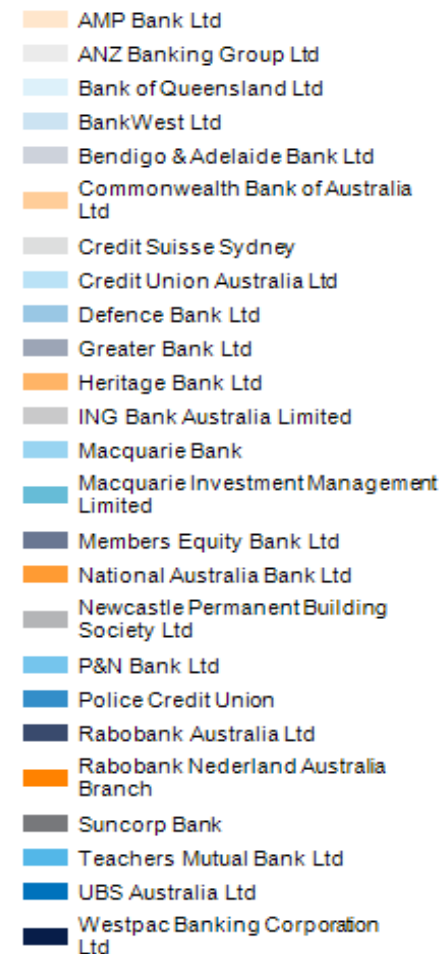 AMP Bank Ltd
ANZ Banking Group Ltd
Bank of Queensland Ltd
BankWest Ltd
Bendigo & Adelaide Bank Ltd
Commonwealth Bank of Australia
Ltd
Credit Suisse Sydney
Credit Union Australia Ltd
Defence Bank Ltd
Greater Bank Ltd
Heritage Bank Ltd
ING Bank Australia Limited
Macquarie Bank
Macquarie Investment Management
Limited
Members Equity Bank Ltd
National Australia Bank Ltd
Newcastle Permanent Building
Society Ltd
P&N Bank Ltd
Police Credit Union
Rabobank Australia Ltd
Rabobank Nederland Australia
Branch
Suncorp Bank
Teachers Mutual Bank Ltd
UBS Australia Ltd
Westpac Banking Corporation
Ltd